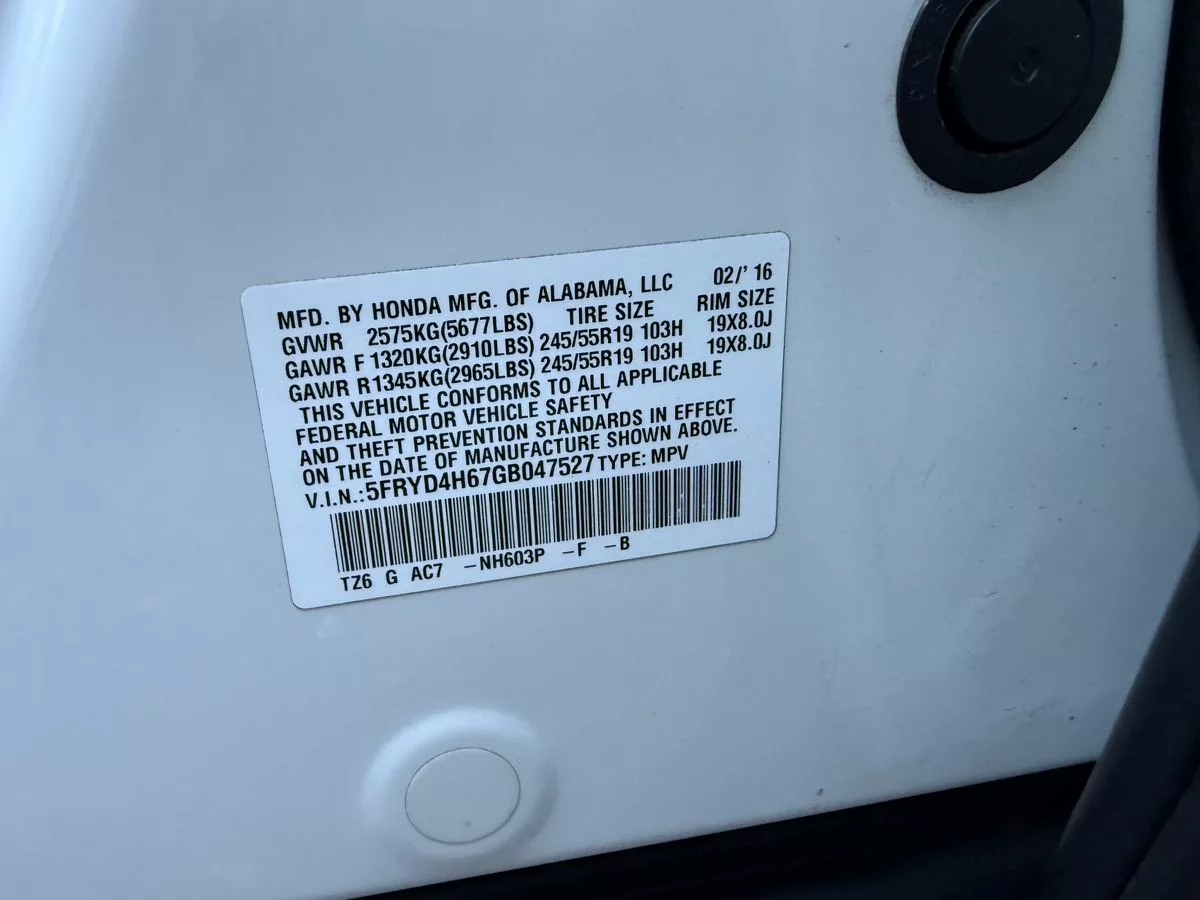 MFD. BY HONDA MFG. OF ALABAMA, LLC 02/' 16
GVWR 2575KG(5677LBS) TIRE SIZE RIM SIZE
GAWR F 1320KG(2910LBS) 245/55R19 103H 19X8.0J
GAWR R1345KG(2965LBS) 245/55R19 103H 19X8.0J
THIS VEHICLE CONFORMS TO ALL APPLICABLE
FEDERAL MOTOR VEHICLE SAFETY
AND THEFT PREVENTION STANDARDS IN EFFECT
ON THE DATE OF MANUFACTURE SHOWN ABOVE.
V.I.N.:5FRYD4H67GB047527 TYPE: MPV
TZ6 G AC7 –NH603P –F –B